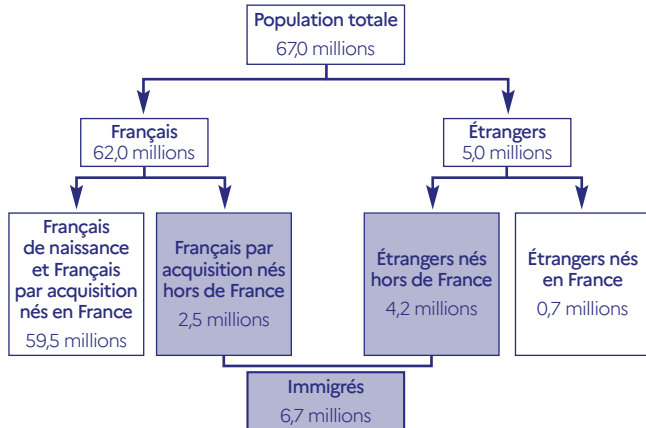 Population totale
67,0 millions
Français
62,0 millions
Étrangers
5,0 millions
Français
de naissance
et Français
par acquisition
nés en France
59,5 millions
Français par
acquisition nés
hors de France
2,5 millions
Étrangers nés
hors de France
4,2 millions
Étrangers nés
en France
0,7 millions
Immigrés
6,7 millions